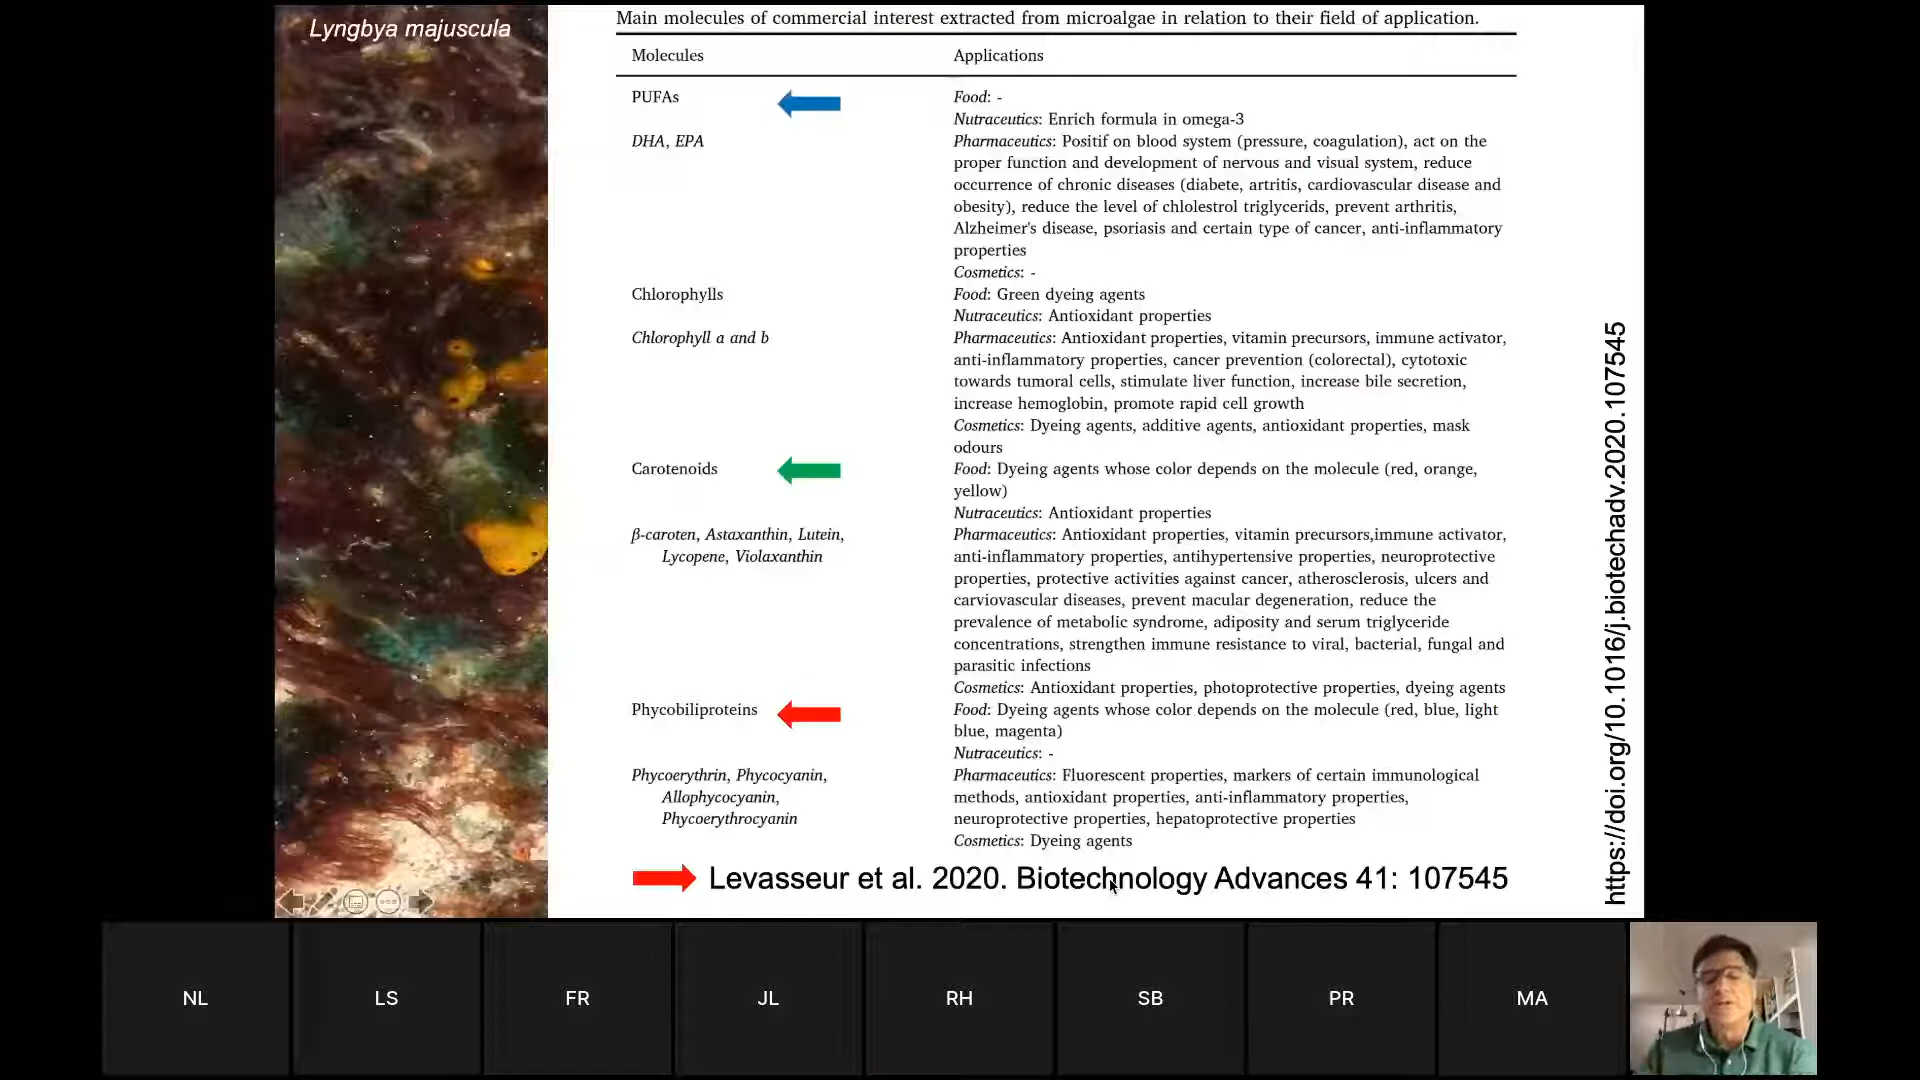 Lyngbya majuscula
Main molecules of commercial interest extracted from microalgae in relation to their field of application.
Molecules Applications
PUFAs Food: -
Nutraceutics: Enrich formula in omega-3
DHA, EPA Pharmaceutics: Positif on blood system (pressure, coagulation), act on the
proper function and development of nervous and visual system, reduce
occurrence of chronic diseases (diabete, artritis, cardiovascular disease and
obesity), reduce the level of chlolestrol triglycerids, prevent arthritis,
Alzheimer's disease, psoriasis and certain type of cancer, anti-inflammatory
properties
Cosmetics: -
Chlorophylls Food: Green dyeing agents
Nutraceutics: Antioxidant properties
Chlorophyll a and b Pharmaceutics: Antioxidant properties, vitamin precursors, immune activator,
anti-inflammatory properties, cancer prevention (colorectal), cytotoxic
towards tumoral cells, stimulate liver function, increase bile secretion,
increase hemoglobin, promote rapid cell growth
Cosmetics: Dyeing agents, additive agents, antioxidant properties, mask
odours
Carotenoids Food: Dyeing agents whose color depends on the molecule (red, orange,
yellow)
Nutraceutics: Antioxidant properties
β-caroten, Astaxanthin, Lutein, Pharmaceutics: Antioxidant properties, vitamin precursors,immune activator,
Lycopene, Violaxanthin anti-inflammatory properties, antihypertensive properties, neuroprotective
properties, protective activities against cancer, atherosclerosis, ulcers and
carviovascular diseases, prevent macular degeneration, reduce the
prevalence of metabolic syndrome, adiposity and serum triglyceride
concentrations, strengthen immune resistance to viral, bacterial, fungal and
parasitic infections
Cosmetics: Antioxidant properties, photoprotective properties, dyeing agents
Phycobiliproteins Food: Dyeing agents whose color depends on the molecule (red, blue, light
blue, magenta)
Nutraceutics: -
Phycoerythrin, Phycocyanin, Pharmaceutics: Fluorescent properties, markers of certain immunological
Allophycocyanin, methods, antioxidant properties, anti-inflammatory properties,
Phycoerythrocyanin neuroprotective properties, hepatoprotective properties
Cosmetics: Dyeing agents
Levasseur et al. 2020. Biotechnology Advances 41: 107545
https://doi.org/10.1016/j.biotechadv.2020.107545
NL LS FR JL RH SB PR MA